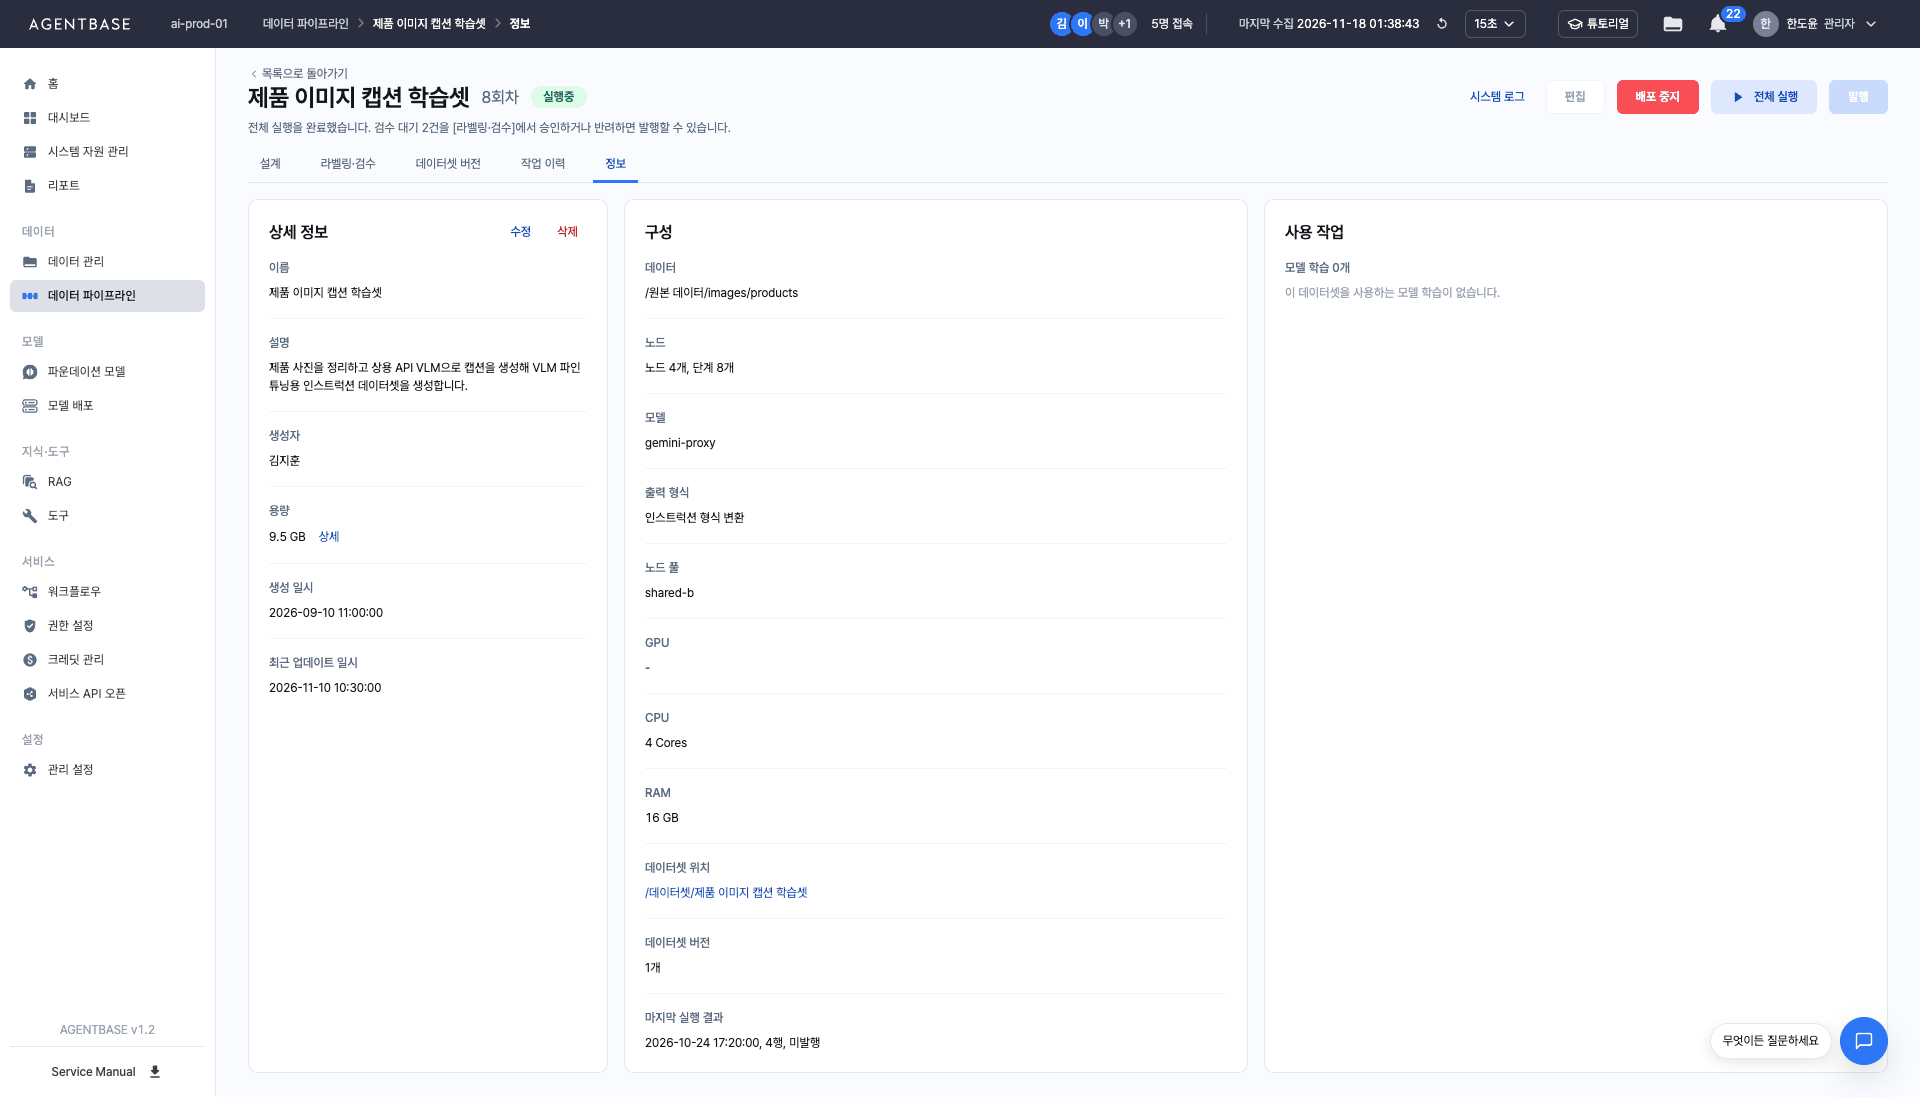 AGENTBASE
ai-prod-01
데이터 파이프라인 > 제품 이미지 캡션 학습셋 > 정보
김 이 박 +1 5명 접속
마지막 수집 2026-11-18 01:38:43
15초
튜토리얼
22
한 한도윤 관리자
홈
대시보드
시스템 자원 관리
리포트
데이터
데이터 관리
데이터 파이프라인
모델
파운데이션 모델
모델 배포
지식·도구
RAG
도구
서비스
워크플로우
권한 설정
크레딧 관리
서비스 API 오픈
설정
관리 설정
AGENTBASE v1.2
Service Manual
목록으로 돌아가기
제품 이미지 캡션 학습셋 8회차 실행중
전체 실행을 완료했습니다. 검수 대기 2건을 [라벨링·검수]에서 승인하거나 반려하면 발행할 수 있습니다.
시스템 로그 편집 배포 중지 전체 실행 발행
설계 라벨링·검수 데이터셋 버전 작업 이력 정보
상세 정보 수정 삭제
이름
제품 이미지 캡션 학습셋
설명
제품 사진을 정리하고 상용 API VLM으로 캡션을 생성해 VLM 파인
튜닝용 인스트럭션 데이터셋을 생성합니다.
생성자
김지훈
용량
9.5 GB 상세
생성 일시
2026-09-10 11:00:00
최근 업데이트 일시
2026-11-10 10:30:00
구성
데이터
/원본 데이터/images/products
노드
노드 4개, 단계 8개
모델
gemini-proxy
출력 형식
인스트럭션 형식 변환
노드 풀
shared-b
GPU
-
CPU
4 Cores
RAM
16 GB
데이터셋 위치
/데이터셋/제품 이미지 캡션 학습셋
데이터셋 버전
1개
마지막 실행 결과
2026-10-24 17:20:00, 4행, 미발행
사용 작업
모델 학습 0개
이 데이터셋을 사용하는 모델 학습이 없습니다.
무엇이든 질문하세요